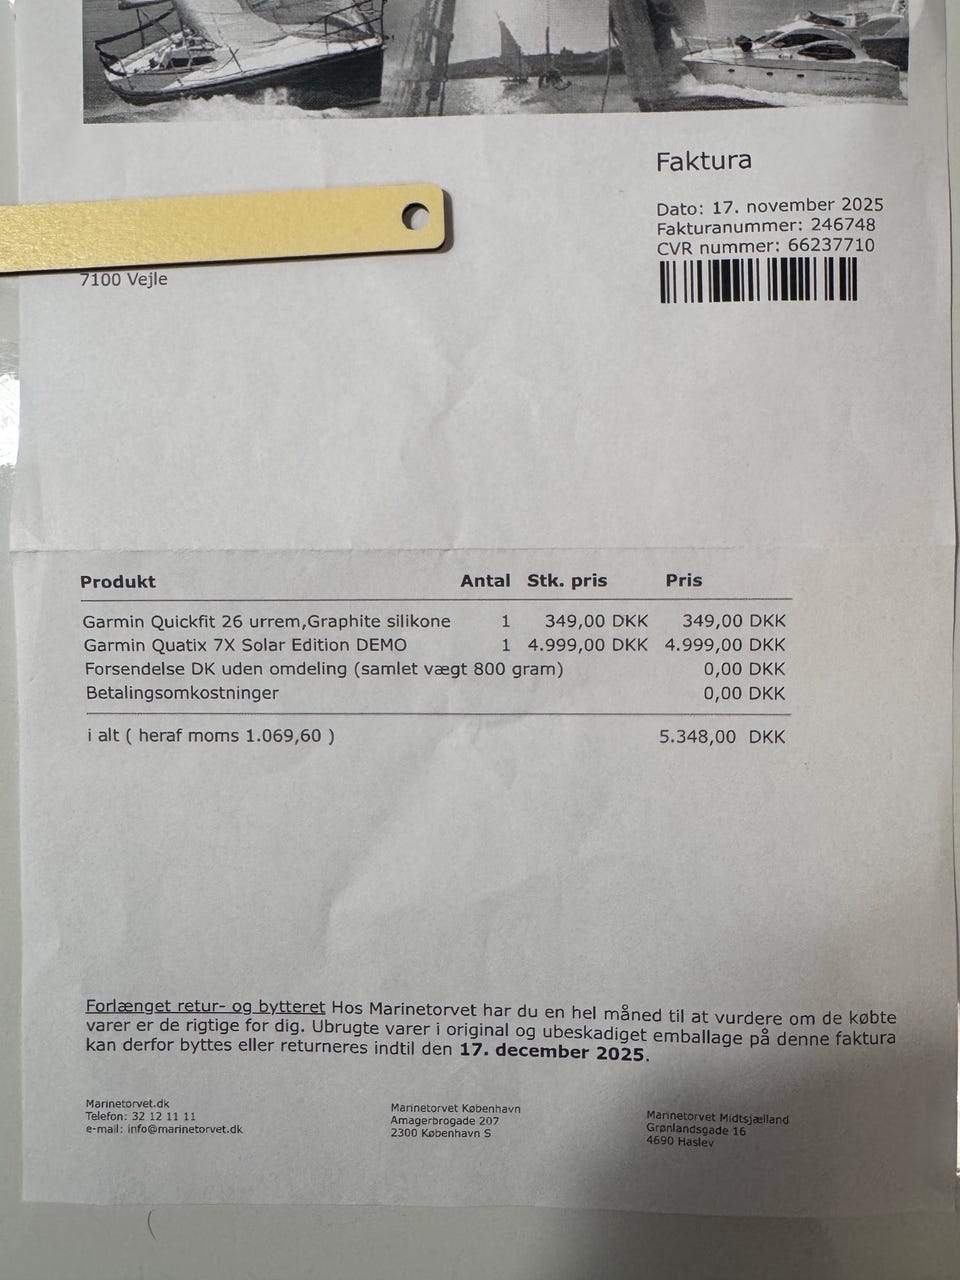 Faktura
Dato: 17. november 2025
Fakturanummer: 246748
CVR nummer: 66237710
7100 Vejle
Produkt Antal Stk. pris Pris
Garmin Quickfit 26 urrem,Graphite silikone 1 349,00 DKK 349,00 DKK
Garmin Quatix 7X Solar Edition DEMO 1 4.999,00 DKK 4.999,00 DKK
Forsendelse DK uden omdeling (samlet vægt 800 gram) 0,00 DKK
Betalingsomkostninger 0,00 DKK
i alt ( heraf moms 1.069,60 ) 5.348,00 DKK
Forlænget retur- og bytteret Hos Marinetorvet har du en hel måned til at vurdere om de købte
varer er de rigtige for dig. Ubrugte varer i original og ubeskadiget emballage på denne faktura
kan derfor byttes eller returneres indtil den 17. december 2025.
Marinetorvet.dk
Telefon: 32 12 11 11
e-mail: info@marinetorvet.dk
Marinetorvet København
Amagerbrogade 207
2300 København S
Marinetorvet Midtsjælland
Grønlandsgade 16
4690 Haslev